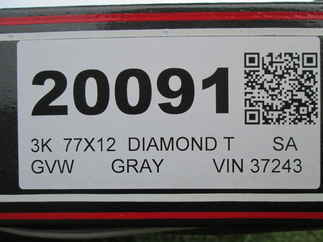 20091
3K 77X12 DIAMOND T SA
GVW GRAY VIN 37243